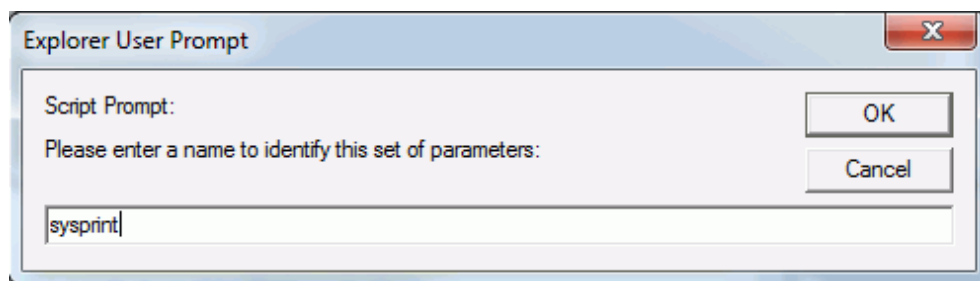 Explorer User Prompt
Script Prompt:
OK
Please enter a name to identify this set of parameters:
Cancel
sysprint